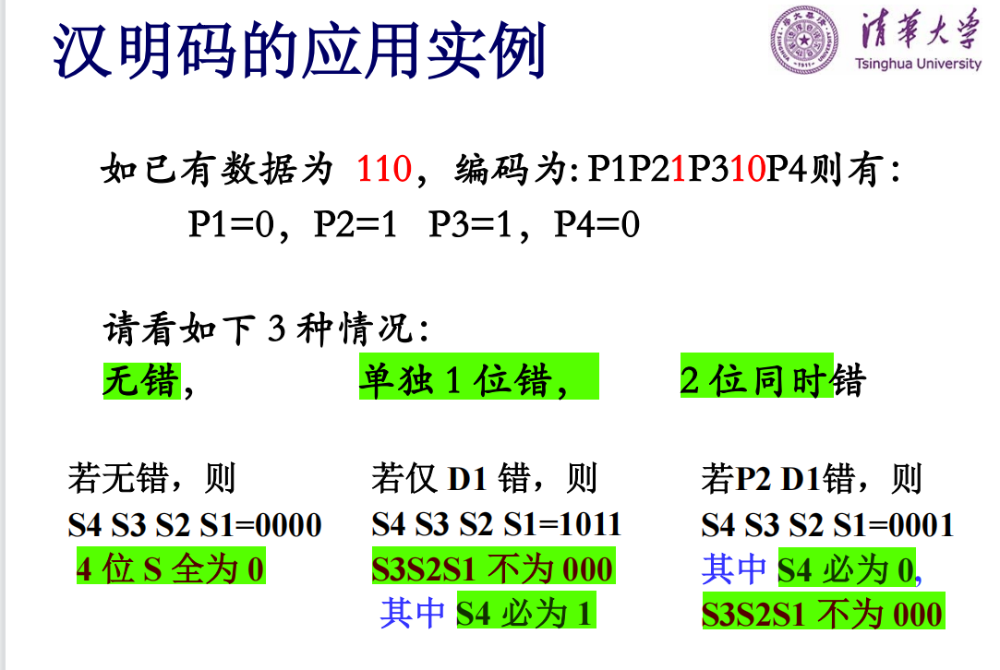 汉明码的应用实例
清华大学
Tsinghua University
如已有数据为 110，编码为: P1P21P310P4则有：
P1=0，P2=1 P3=1，P4=0
请看如下 3 种情况：
无错， 单独 1 位错， 2 位同时错
若无错，则
S4 S3 S2 S1=0000
4 位 S 全为 0
若仅 D1 错，则
S4 S3 S2 S1=1011
S3S2S1 不为 000
其中 S4 必为 1
若P2 D1错，则
S4 S3 S2 S1=0001
其中 S4 必为 0,
S3S2S1 不为 000